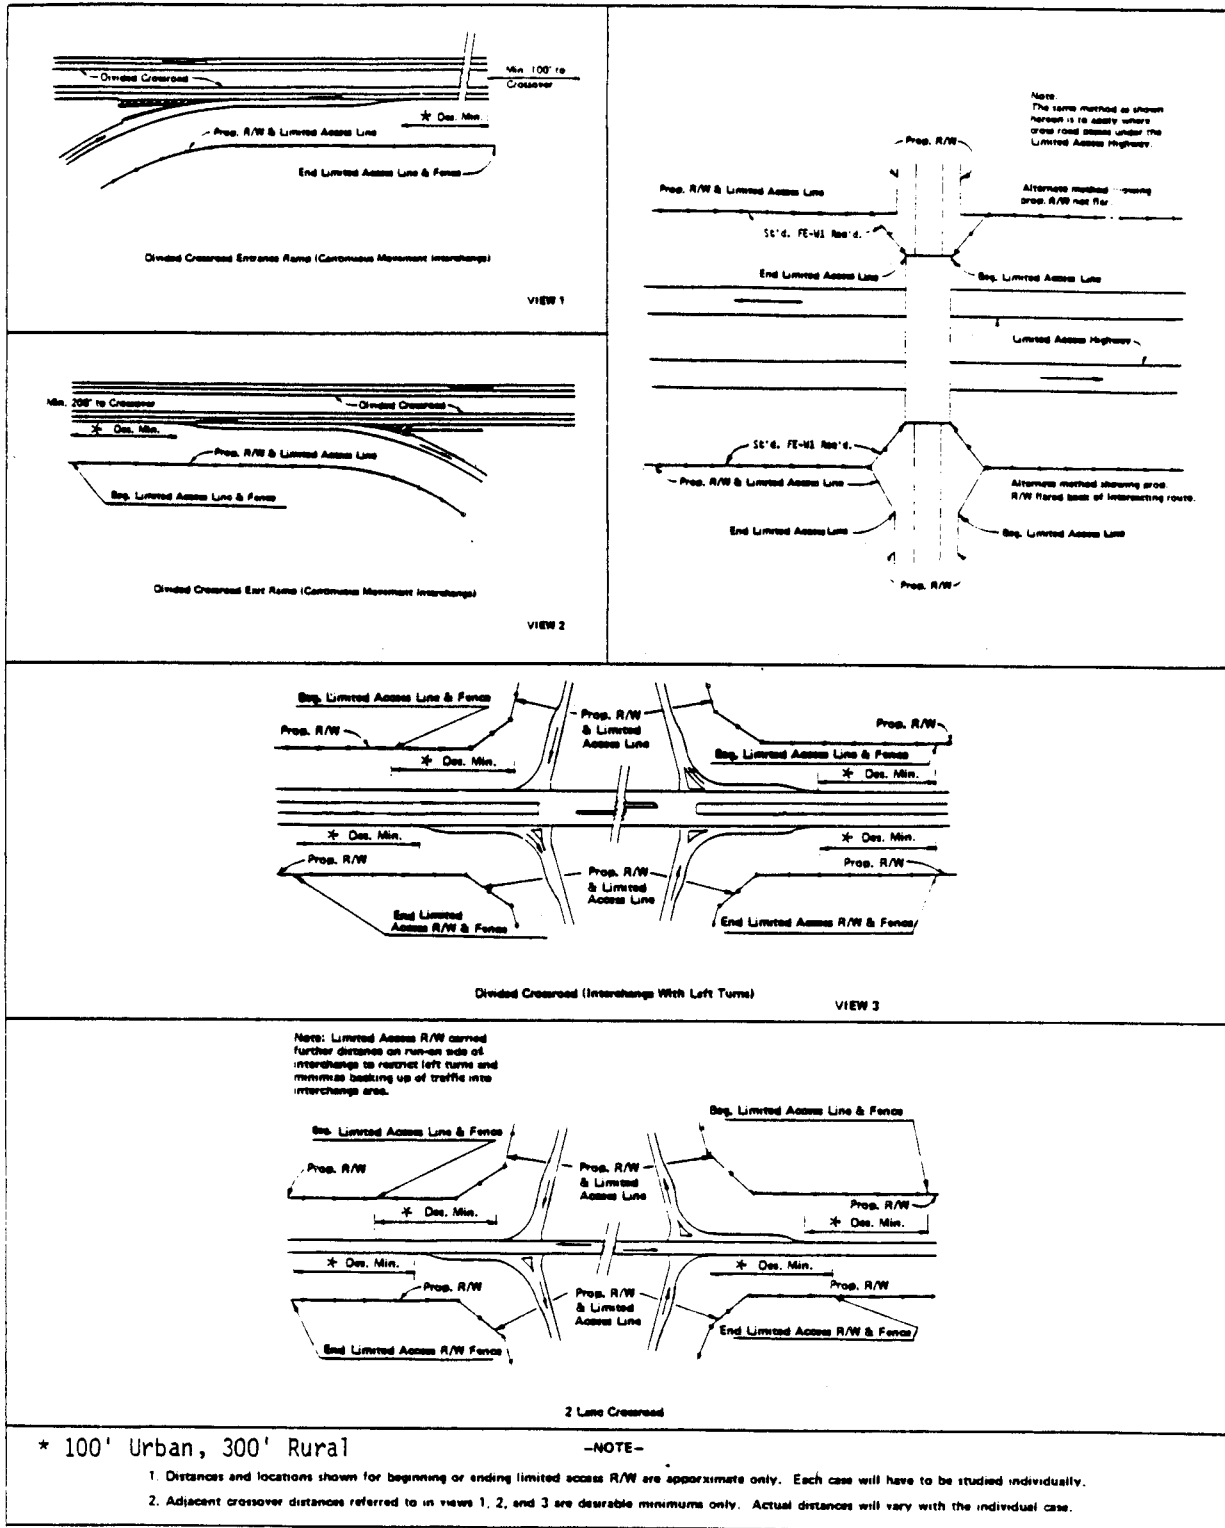 Divided Crossroad
Min. 100' to
Crossover
* Des. Min.
Prop. R/W & Limited Access Line
End Limited Access Line & Fence
Divided Crossroad Entrance Ramp (Continuous Movement Interchange)
VIEW 1
Min. 200' to Crossover
Divided Crossroad
* Des. Min.
Prop. R/W & Limited Access Line
Beg. Limited Access Line & Fence
Divided Crossroad Exit Ramp (Continuous Movement Interchange)
VIEW 2
Note:
The same method as shown
hereon is to apply where
cross road passes under the
Limited Access Highway.
Prop. R/W
Prop. R/W & Limited Access Line
Alternate method showing
prop. R/W not flar
St'd. FE-W1 Req'd.
End Limited Access Line
Beg. Limited Access Line
Limited Access Highway
St'd. FE-W1 Req'd.
Prop. R/W & Limited Access Line
Alternate method showing prop.
R/W flared back of intersecting route.
End Limited Access Line
Beg. Limited Access Line
Prop. R/W
Beg. Limited Access Line & Fence
Prop. R/W
& Limited
Access Line
Prop. R/W
Prop. R/W
Beg. Limited Access Line & Fence
* Des. Min.
* Des. Min.
* Des. Min.
* Des. Min.
Prop. R/W
Prop. R/W
Prop. R/W
& Limited
Access Line
End Limited
Access R/W & Fence
End Limited Access R/W & Fence
Divided Crossroad (Interchange With Left Turns)
VIEW 3
Note: Limited Access R/W carried
further distance on run-on side of
interchange to restrict left turns and
minimize backing up of traffic into
interchange area.
Beg. Limited Access Line & Fence
Beg. Limited Access Line & Fence
Prop. R/W
Prop. R/W
& Limited
Access Line
Prop. R/W
* Des. Min.
* Des. Min.
* Des. Min.
* Des. Min.
Prop. R/W
Prop. R/W
Prop. R/W
& Limited
Access Line
End Limited Access R/W Fence
End Limited Access R/W & Fence
2 Lane Crossroad
* 100' Urban, 300' Rural
-NOTE-
1. Distances and locations shown for beginning or ending limited access R/W are apporximate only. Each case will have to be studied individually.
2. Adjacent crossover distances referred to in views 1, 2, and 3 are desirable minimums only. Actual distances will vary with the individual case.